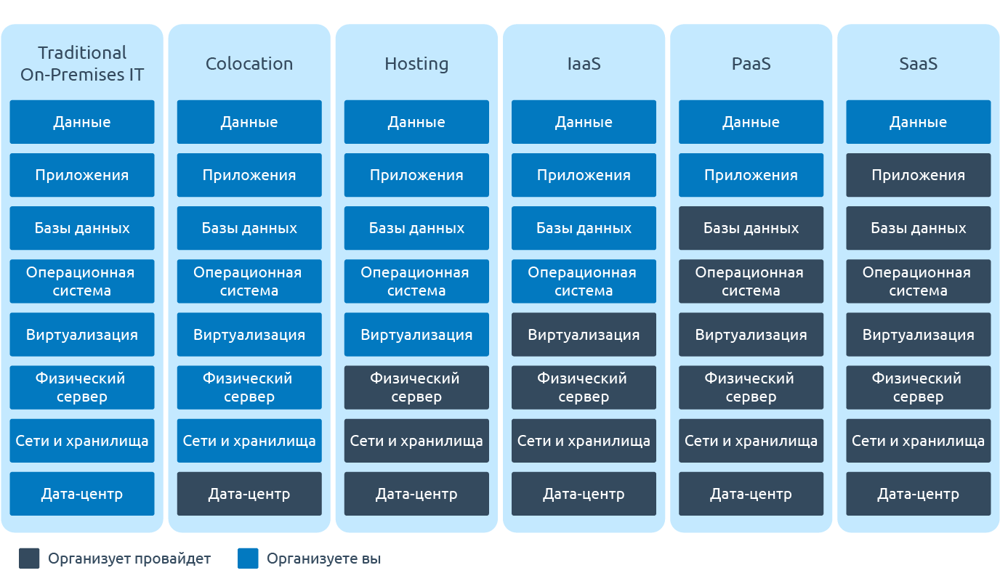 Traditional
On-Premises IT
Colocation
Hosting
IaaS
PaaS
SaaS
Данные
Данные
Данные
Данные
Данные
Данные
Приложения
Приложения
Приложения
Приложения
Приложения
Приложения
Базы данных
Базы данных
Базы данных
Базы данных
Базы данных
Базы данных
Операционная
система
Операционная
система
Операционная
система
Операционная
система
Операционная
система
Операционная
система
Виртуализация
Виртуализация
Виртуализация
Виртуализация
Виртуализация
Виртуализация
Физический
сервер
Физический
сервер
Физический
сервер
Физический
сервер
Физический
сервер
Физический
сервер
Сети и хранилища
Сети и хранилища
Сети и хранилища
Сети и хранилища
Сети и хранилища
Сети и хранилища
Дата-центр
Дата-центр
Дата-центр
Дата-центр
Дата-центр
Дата-центр
Организует провайдет
Организуете вы